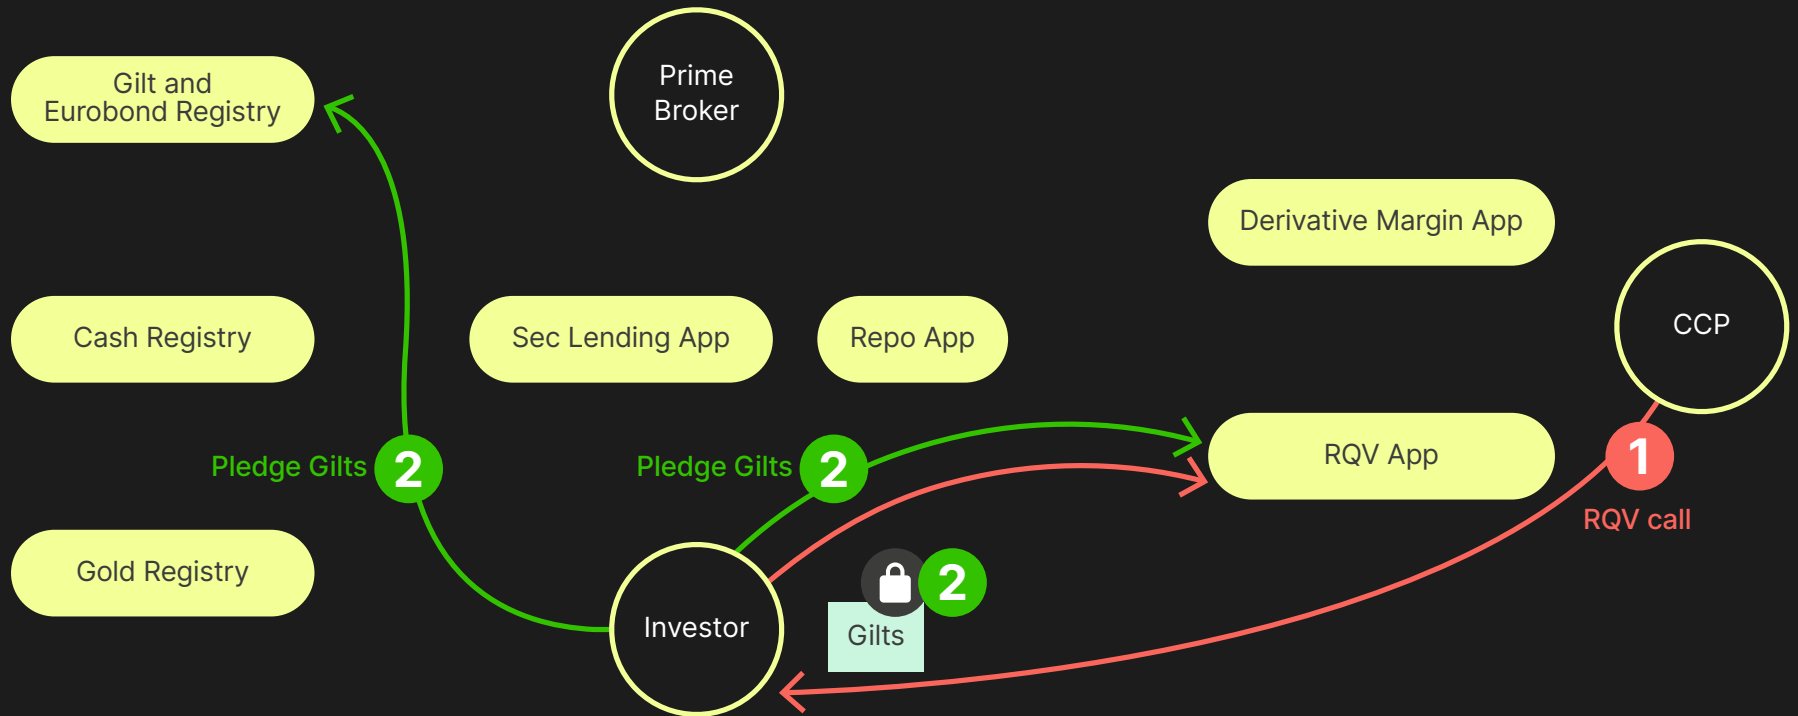 Gilt and
Eurobond Registry
Prime
Broker
Derivative Margin App
Cash Registry
Sec Lending App
Repo App
CCP
Pledge Gilts
2
Pledge Gilts
2
RQV App
1
RQV call
Gold Registry
Investor
2
Gilts